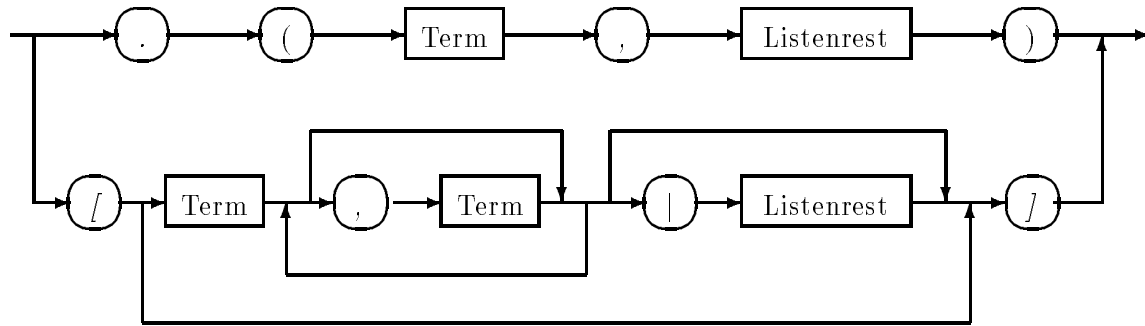 . ( Term , Listenrest )
[ Term , Term | Listenrest ]